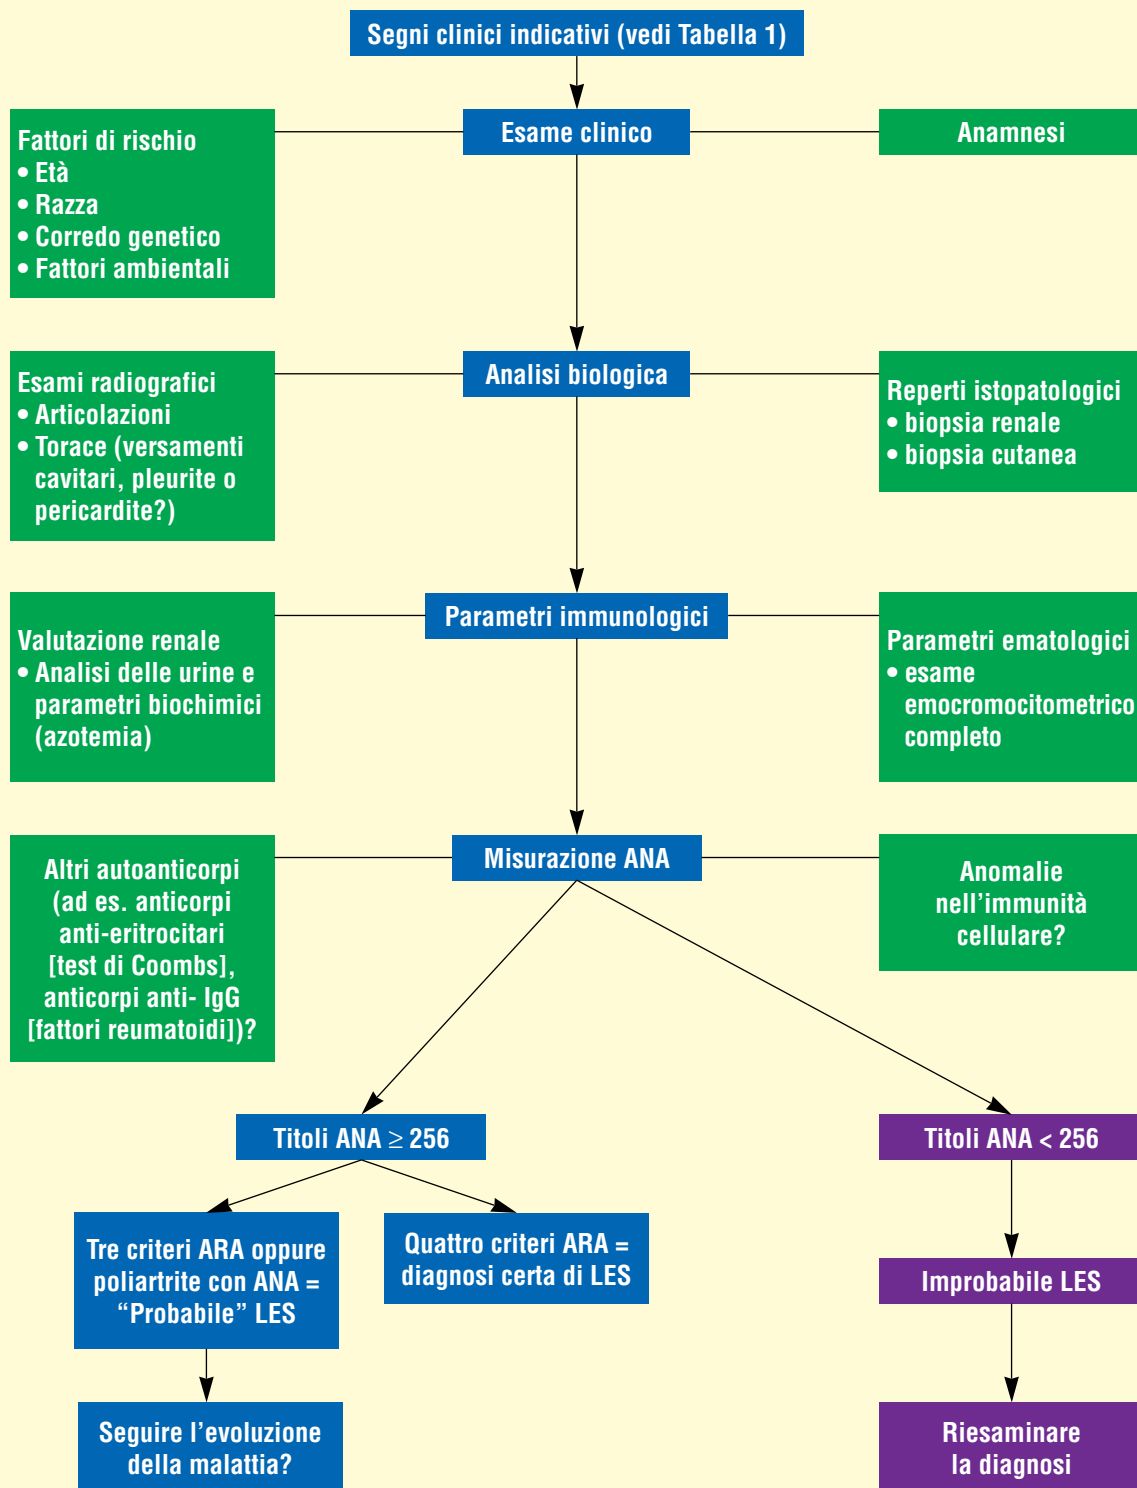 Segni clinici indicativi (vedi Tabella 1)
Fattori di rischio
• Età
• Razza
• Corredo genetico
• Fattori ambientali
Esame clinico
Anamnesi
Esami radiografici
• Articolazioni
• Torace (versamenti
cavitari, pleurite o
pericardite?)
Analisi biologica
Reperti istopatologici
• biopsia renale
• biopsia cutanea
Valutazione renale
• Analisi delle urine e
parametri biochimici
(azotemia)
Parametri immunologici
Parametri ematologici
• esame
emocromocitometrico
completo
Altri autoanticorpi
(ad es. anticorpi
anti-eritrocitari
[test di Coombs],
anticorpi anti- IgG
[fattori reumatoidi])?
Misurazione ANA
Anomalie
nell’immunità
cellulare?
Titoli ANA ≥ 256
Titoli ANA < 256
Tre criteri ARA oppure
poliartrite con ANA =
“Probabile” LES
Quattro criteri ARA =
diagnosi certa di LES
Improbabile LES
Seguire l’evoluzione
della malattia?
Riesaminare
la diagnosi